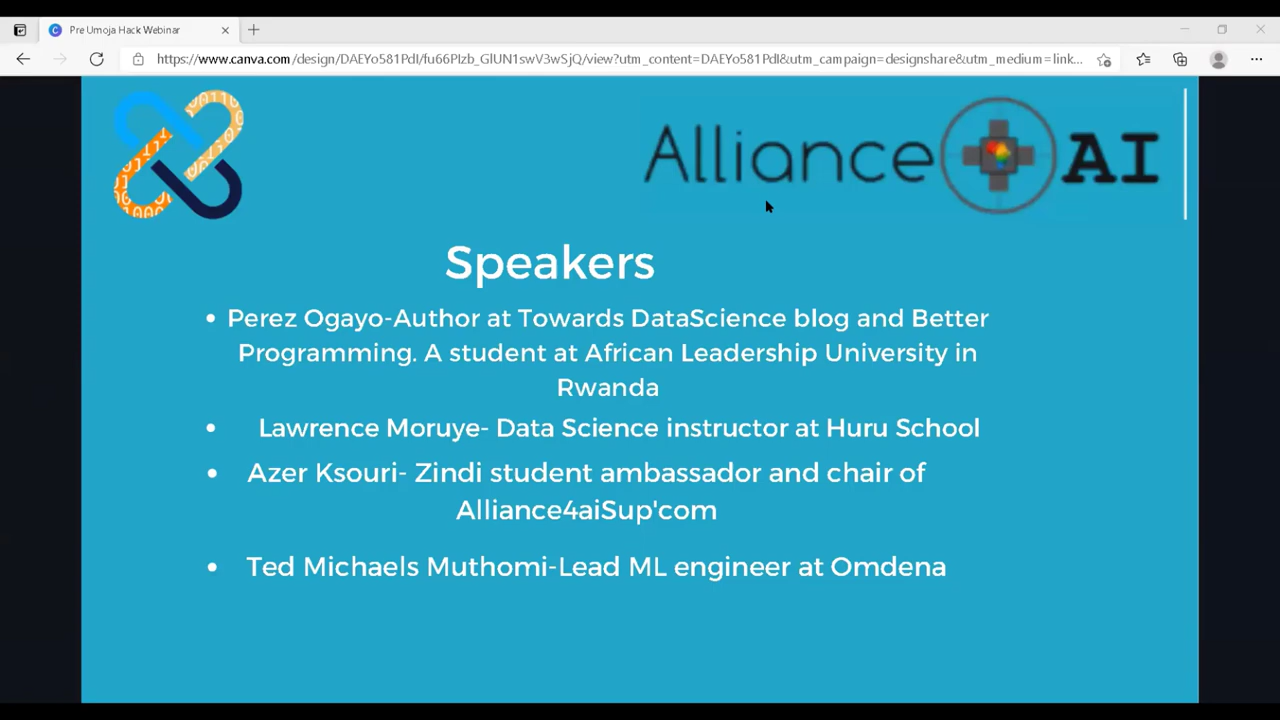 Pre Umoja Hack Webinar
https://www.canva.com/design/DAEYo581PdI/fu66Plzb_GlUN1swV3wSjQ/view?utm_content=DAEYo581PdI&utm_campaign=designshare&utm_medium=link...
Alliance AI
Speakers
• Perez Ogayo-Author at Towards DataScience blog and Better
Programming. A student at African Leadership University in
Rwanda
• Lawrence Moruye- Data Science instructor at Huru School
• Azer Ksouri- Zindi student ambassador and chair of
Alliance4aiSup'com
• Ted Michaels Muthomi-Lead ML engineer at Omdena